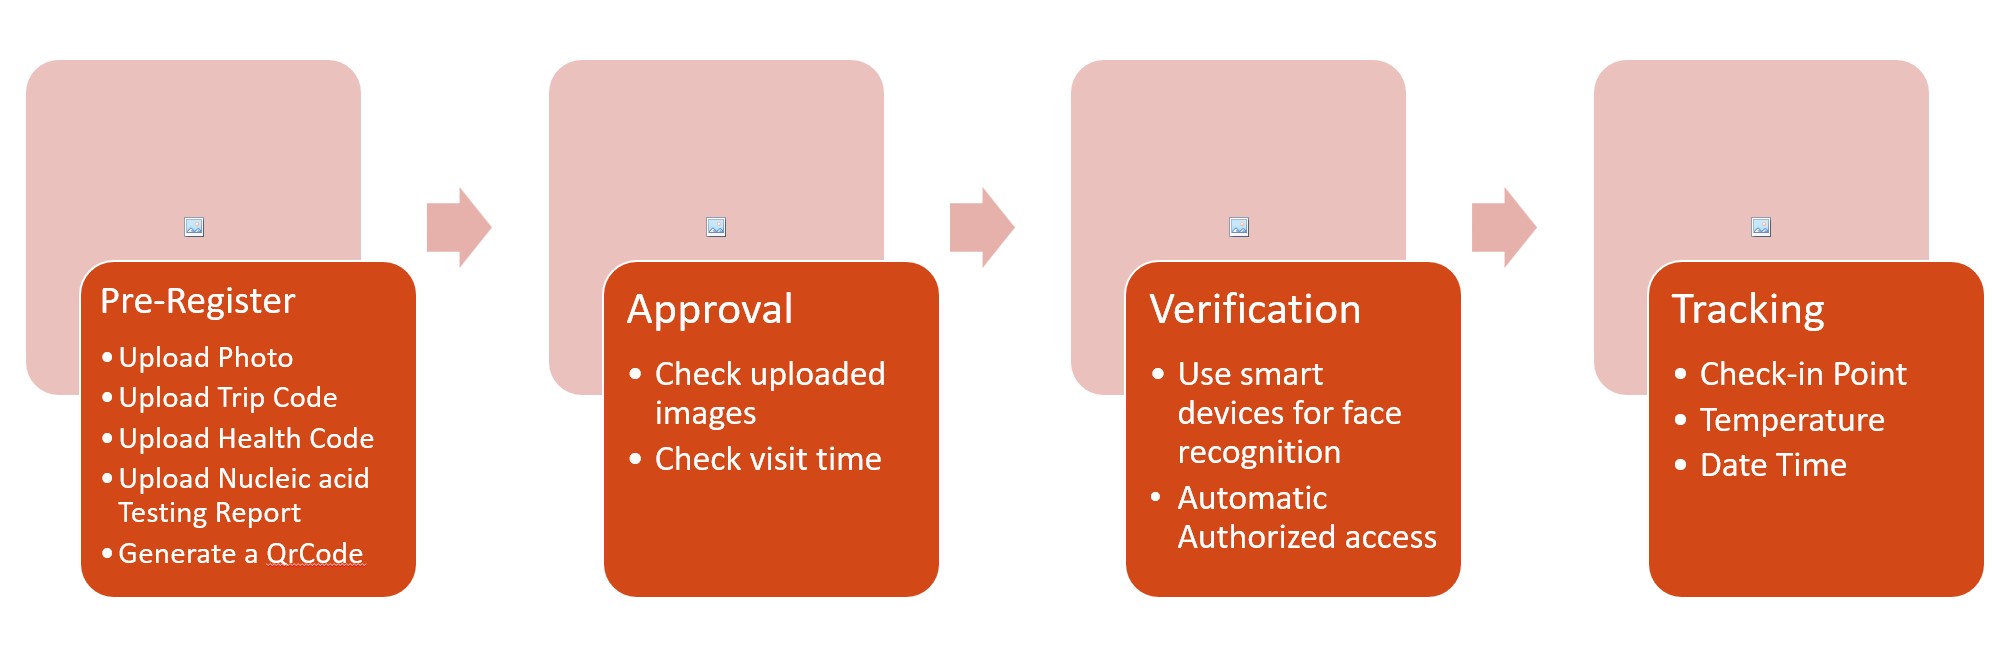 Pre-Register
• Upload Photo
• Upload Trip Code
• Upload Health Code
• Upload Nucleic acid
Testing Report
• Generate a QrCode
Approval
• Check uploaded
images
• Check visit time
Verification
• Use smart
devices for face
recognition
• Automatic
Authorized access
Tracking
• Check-in Point
• Temperature
• Date Time